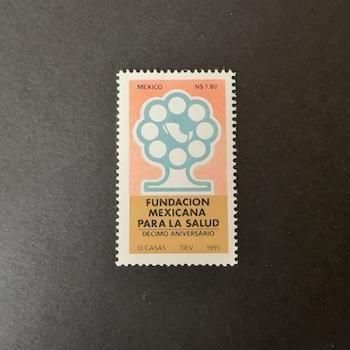 MEXICO N$ 1.80
FUNDACION
MEXICANA
PARA LA SALUD
DECIMO ANIVERSARIO
O. CASAS TIEV 1995